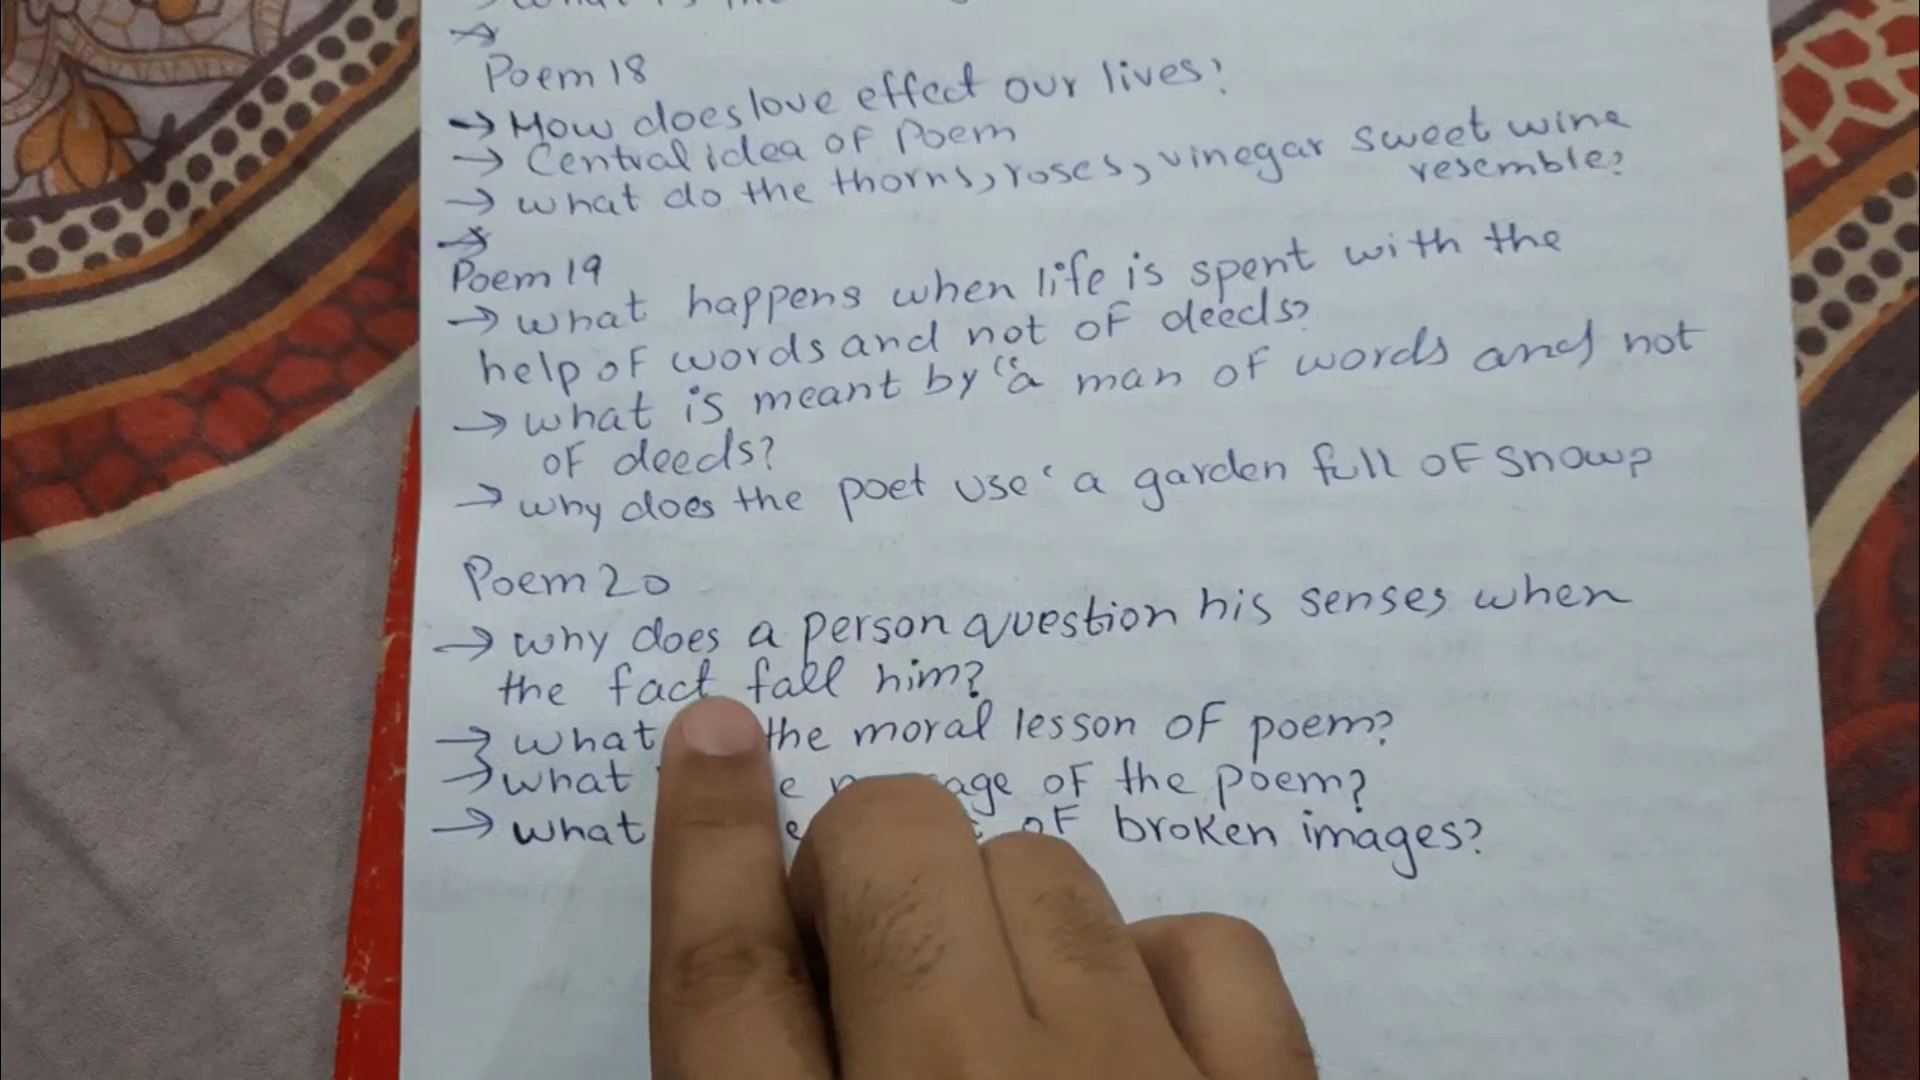 Poem 18
→ How does love effect our lives?
→ Central idea of Poem
→ what do the thorns, roses, vinegar sweet wine
resemble?
Poem 19
→ what happens when life is spent with the
help of words and not of deeds?
→ what is meant by "a man of words and not
of deeds?
→ why does the poet use ' a garden full of snow?
Poem 20
→ why does a person question his senses when
the fact fall him?
→ what the moral lesson of poem?
→ what of the poem?
→ what of broken images?